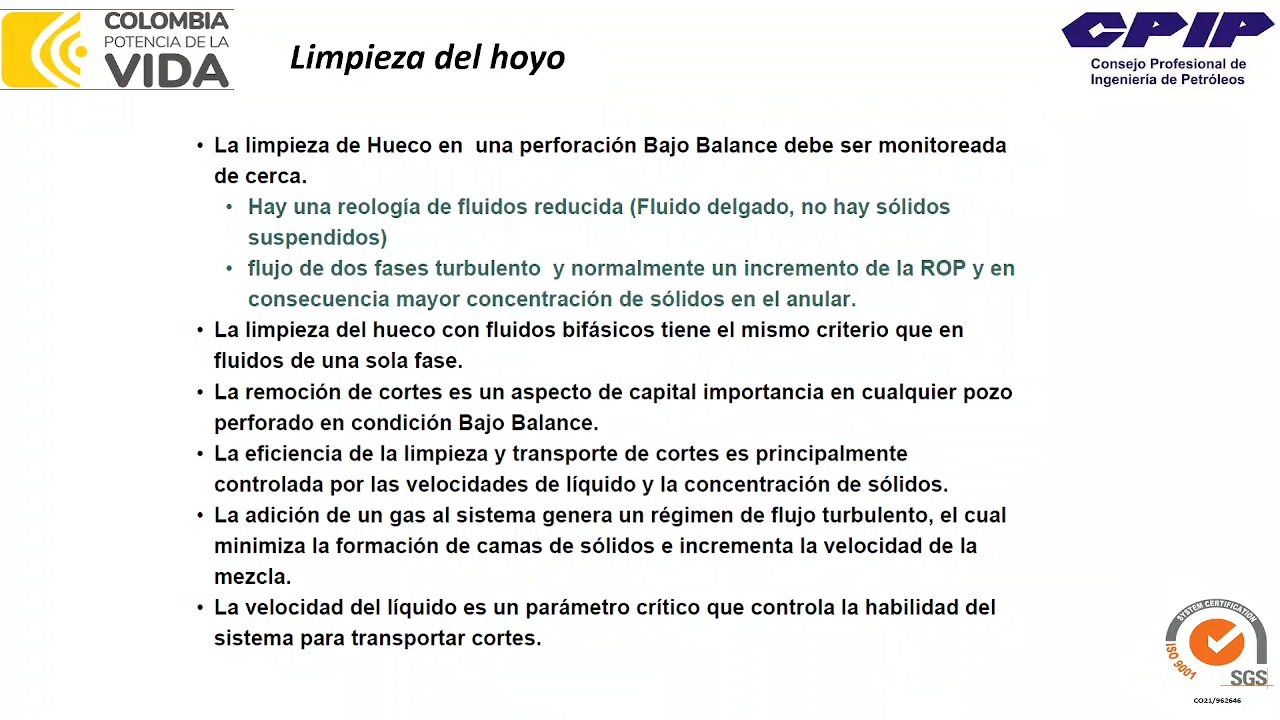 COLOMBIA
POTENCIA DE LA
VIDA
Limpieza del hoyo
CPIP
Consejo Profesional de
Ingeniería de Petróleos
• La limpieza de Hueco en una perforación Bajo Balance debe ser monitoreada
de cerca.
• Hay una reología de fluidos reducida (Fluido delgado, no hay sólidos
suspendidos)
• flujo de dos fases turbulento y normalmente un incremento de la ROP y en
consecuencia mayor concentración de sólidos en el anular.
• La limpieza del hueco con fluidos bifásicos tiene el mismo criterio que en
fluidos de una sola fase.
• La remoción de cortes es un aspecto de capital importancia en cualquier pozo
perforado en condición Bajo Balance.
• La eficiencia de la limpieza y transporte de cortes es principalmente
controlada por las velocidades de líquido y la concentración de sólidos.
• La adición de un gas al sistema genera un régimen de flujo turbulento, el cual
minimiza la formación de camas de sólidos e incrementa la velocidad de la
mezcla.
• La velocidad del líquido es un parámetro crítico que controla la habilidad del
sistema para transportar cortes.
SYSTEM CERTIFICATION
ISO 9001
SGS
CO21/962646